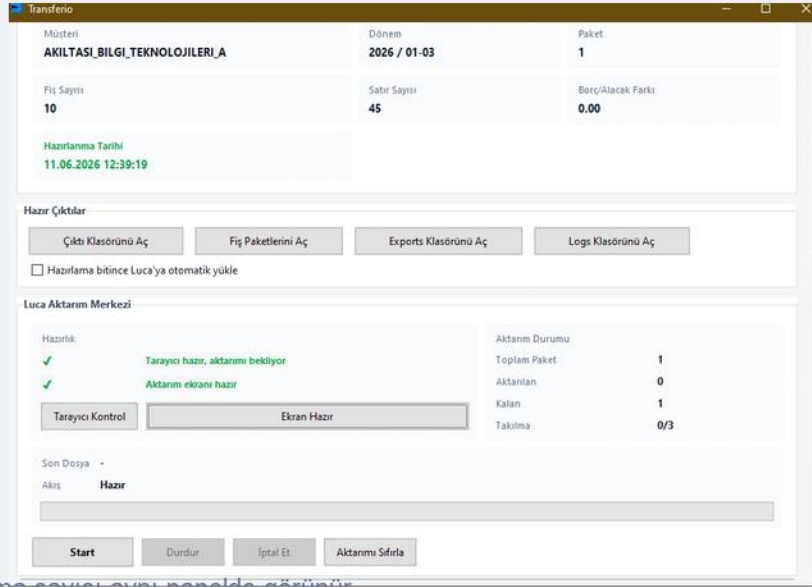 Transferio
Müşteri Dönem Paket
AKILTASI_BILGI_TEKNOLOJILERI_A 2026 / 01-03 1
Fiş Sayısı Satır Sayısı Borç/Alacak Farkı
10 45 0.00
Hazırlanma Tarihi
11.06.2026 12:39:19
Hazır Çıktılar
Çıktı Klasörünü Aç Fiş Paketlerini Aç Exports Klasörünü Aç Logs Klasörünü Aç
Hazırlama bitince Luca'ya otomatik yükle
Luca Aktarım Merkezi
Hazırlık Aktarım Durumu
✓ Tarayıcı hazır, aktarımı bekliyor Toplam Paket 1
✓ Aktarım ekranı hazır Aktarılan 0
Tarayıcı Kontrol Ekran Hazır Kalan 1
Takılma 0/3
Son Dosya -
Akış Hazır
Start Durdur İptal Et Aktarımı Sıfırla
sayısı aynı panelde görünür